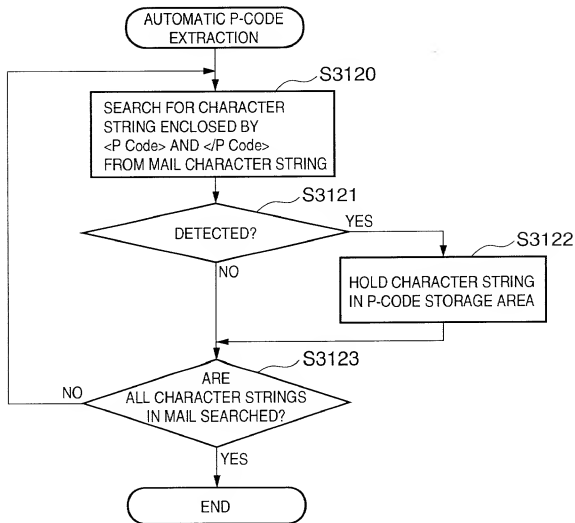 AUTOMATIC P-CODE
EXTRACTION
S3120
SEARCH FOR CHARACTER
STRING ENCLOSED BY
<P Code> AND </P Code>
FROM MAIL CHARACTER STRING
S3121
DETECTED?
YES
NO
S3122
HOLD CHARACTER STRING
IN P-CODE STORAGE AREA
S3123
ARE
ALL CHARACTER STRINGS
IN MAIL SEARCHED?
NO
YES
END